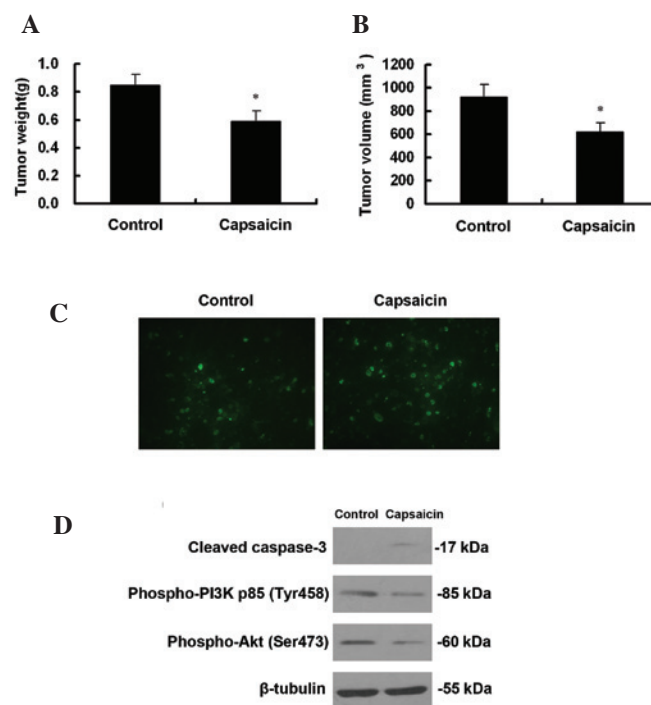 A
B
Tumor weight(g)
1.0
0.8
0.6
0.4
0.2
0.0
*
Control
Capsaicin
Tumor volume (mm³)
1200
1000
800
600
400
200
0
*
Control
Capsaicin
C
Control
Capsaicin
D
Control Capsaicin
Cleaved caspase-3 -17 kDa
Phospho-PI3K p85 (Tyr458) -85 kDa
Phospho-Akt (Ser473) -60 kDa
β-tubulin -55 kDa